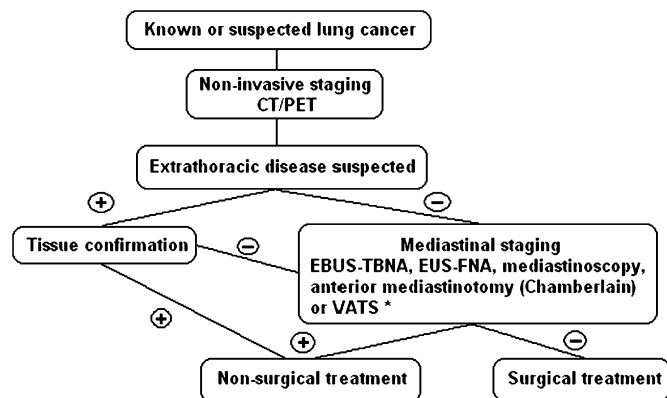 Known or suspected lung cancer
Non-invasive staging
CT/PET
Extrathoracic disease suspected
+
−
Tissue confirmation
−
Mediastinal staging
EBUS-TBNA, EUS-FNA, mediastinoscopy,
anterior mediastinotomy (Chamberlain)
or VATS *
+
+
−
Non-surgical treatment
Surgical treatment